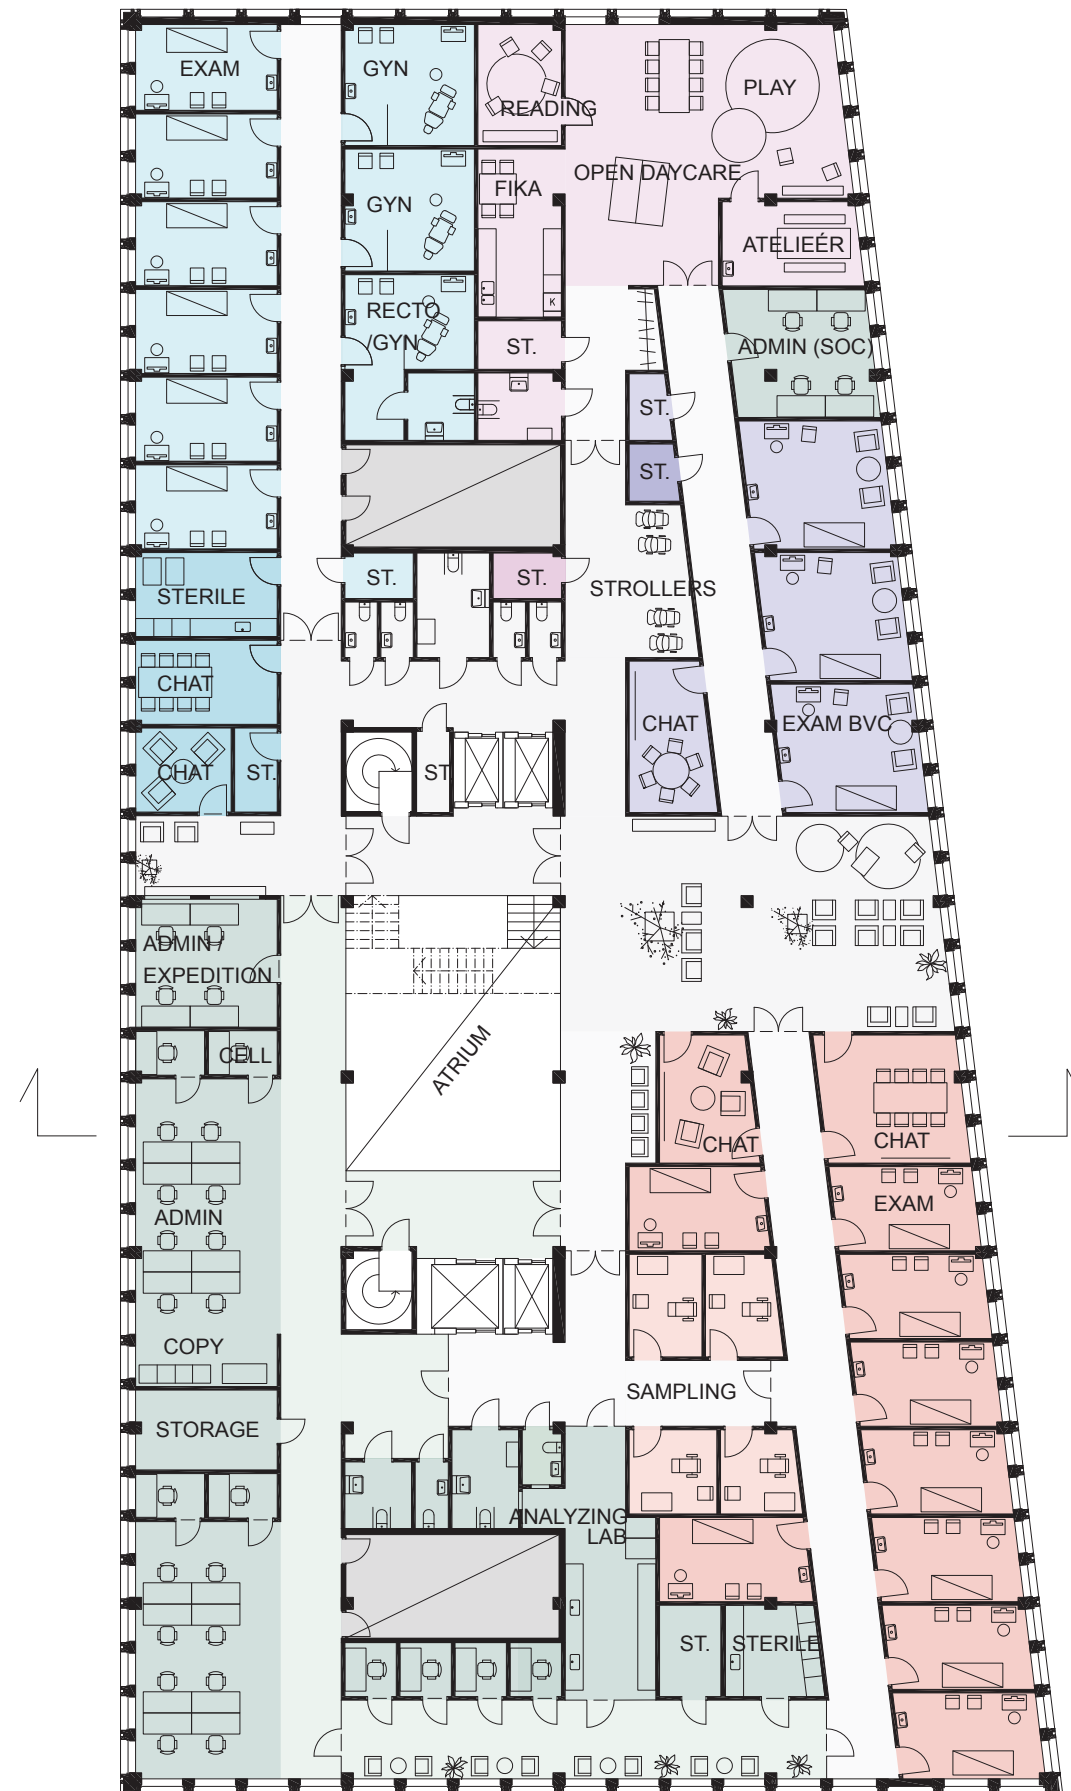 EXAM
GYN
READING
PLAY
OPEN DAYCARE
GYN
FIKA
ATELIEÉR
K
RECTO
/GYN
ST.
ADMIN (SOC)
ST.
ST.
STERILE
ST.
ST.
STROLLERS
CHAT
CHAT
EXAM BVC
CHAT
ST.
ST
ADMIN/
EXPEDITION
CELL
ATRIUM
CHAT
CHAT
EXAM
ADMIN
COPY
SAMPLING
STORAGE
ANALYZING
LAB
ST.
STERILE